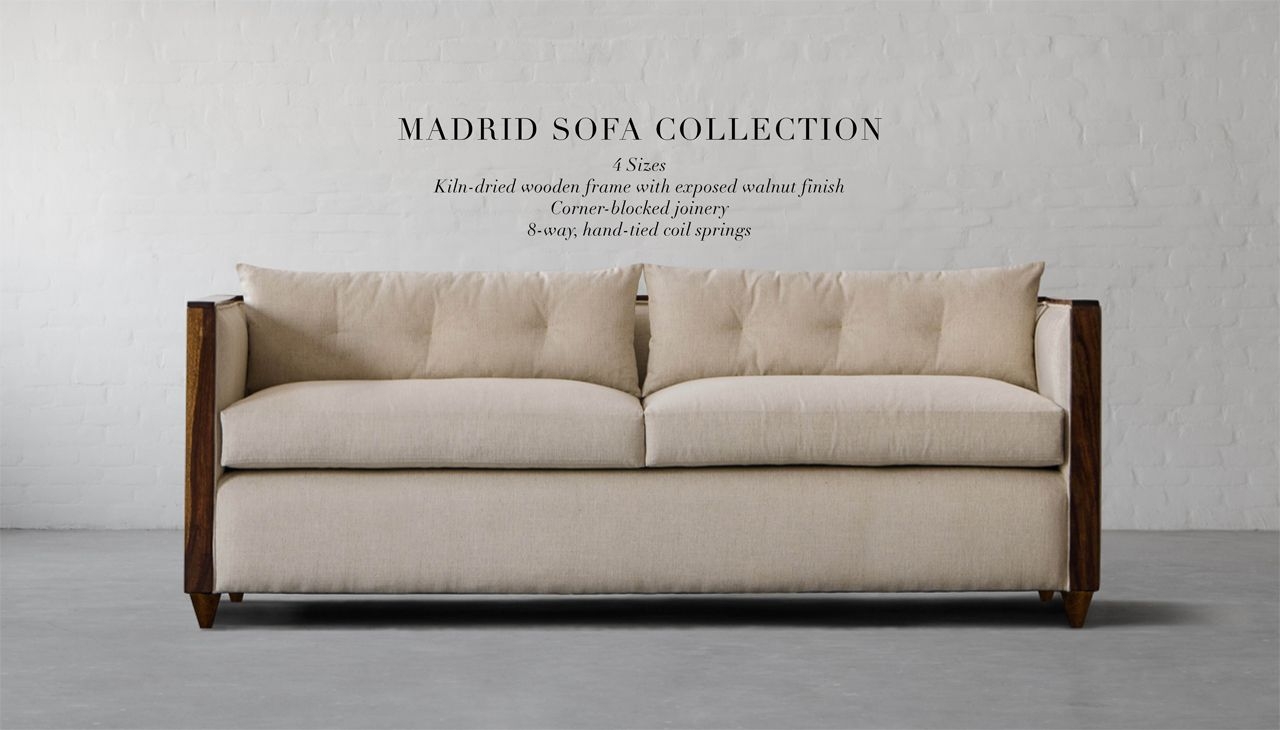 MADRID SOFA COLLECTION
4 Sizes
Kiln-dried wooden frame with exposed walnut finish
Corner-blocked joinery
8-way, hand-tied coil springs